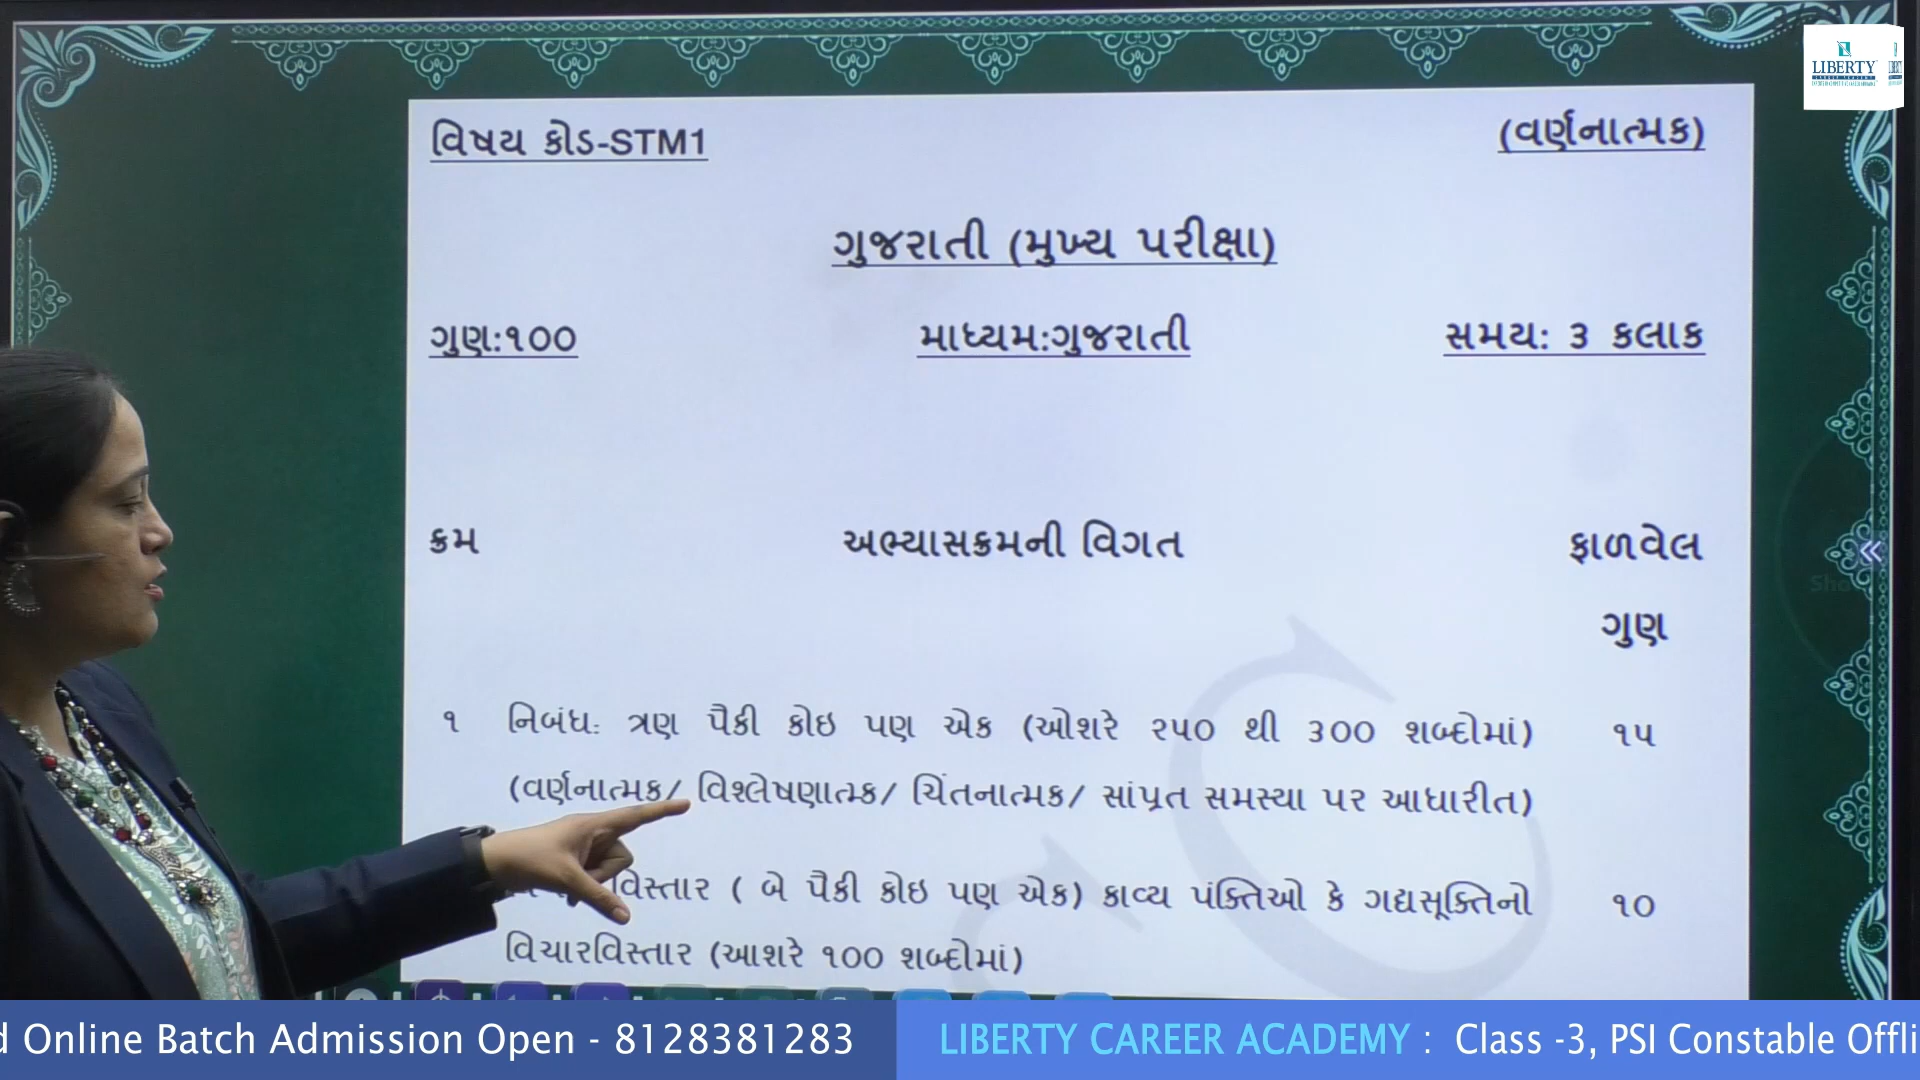 LIBERTY
વિષય કોડ-STM1 (વર્ણનાત્મક)
ગુજરાતી (મુખ્ય પરીક્ષા)
ગુણ:૧૦૦ માધ્યમ:ગુજરાતી સમય: ૩ કલાક
ક્રમ અભ્યાસક્રમની વિગત ફાળવેલ
ગુણ
૧ નિબંધ: ત્રણ પૈકી કોઇ પણ એક (ઓશરે ૨૫૦ થી ૩૦૦ શબ્દોમાં) ૧૫
(વર્ણનાત્મક/ વિશ્લેષણાત્મ્ક/ ચિંતનાત્મક/ સાંપ્રત સમસ્યા પર આધારીત)
વિસ્તાર ( બે પૈકી કોઇ પણ એક) કાવ્ય પંક્તિઓ કે ગદ્યસૂક્તિનો ૧૦
વિચારવિસ્તાર (આશરે ૧૦૦ શબ્દોમાં)
d Online Batch Admission Open - 8128381283 LIBERTY CAREER ACADEMY : Class -3, PSI Constable Offli